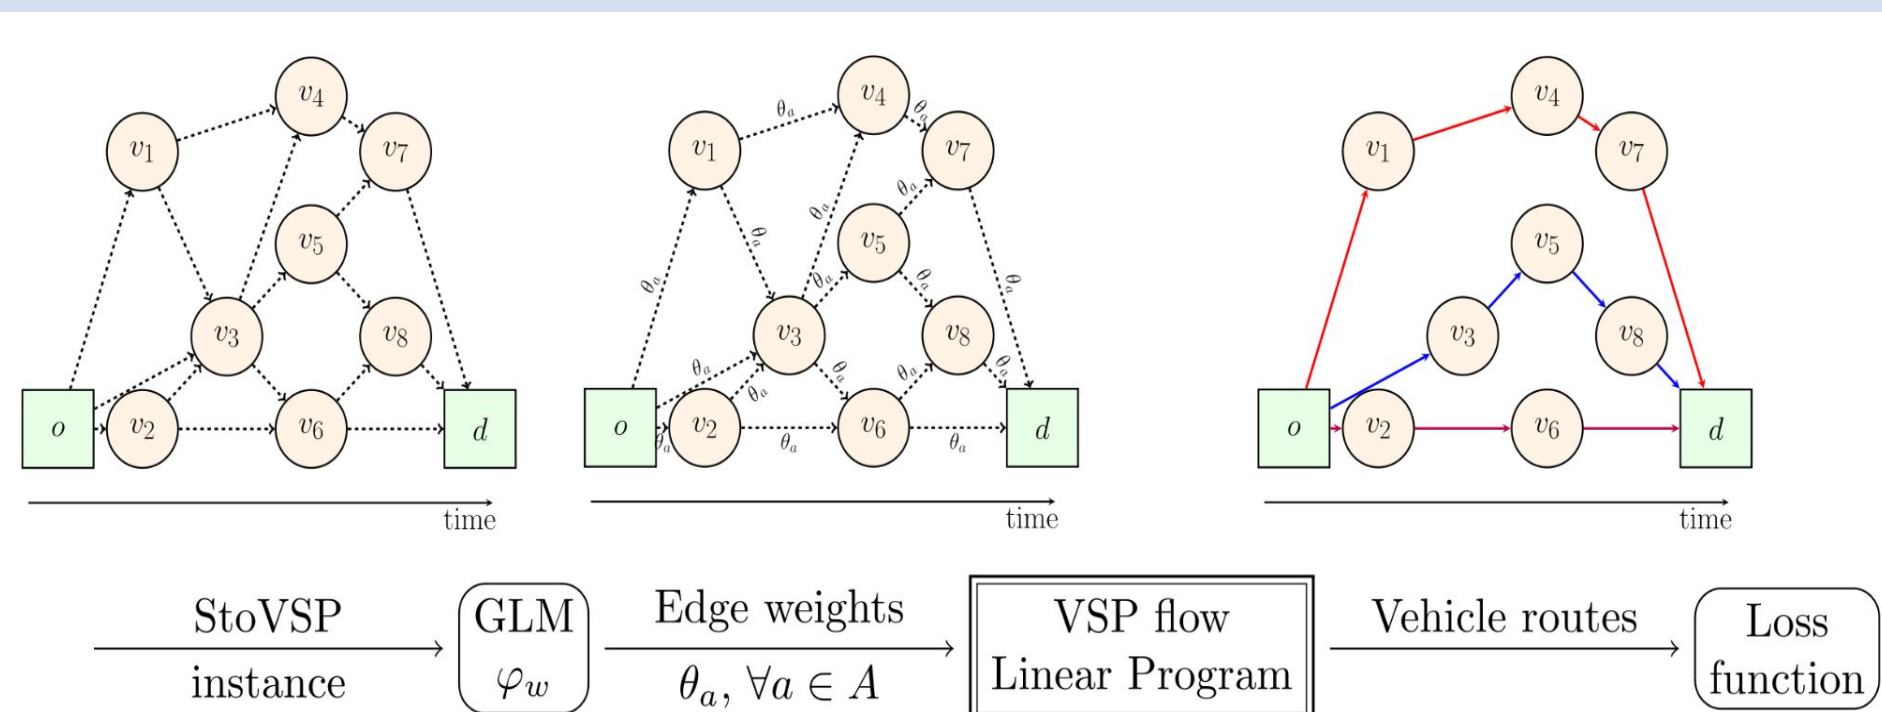 v4
v1
v7
v5
v3
v8
o
v2
v6
d
time
θa
v4
θa
v1
v7
θa
θa
θa
v5
θa
θa
θa
θa
v3
v8
θa
θa
θa
θa
θa
o
θa
v2
θa
v6
θa
d
time
v4
v1
v7
v5
v3
v8
o
v2
v6
d
time
StoVSP
instance
GLM
φw
Edge weights
θa, ∀a ∈ A
VSP flow
Linear Program
Vehicle routes
Loss
function